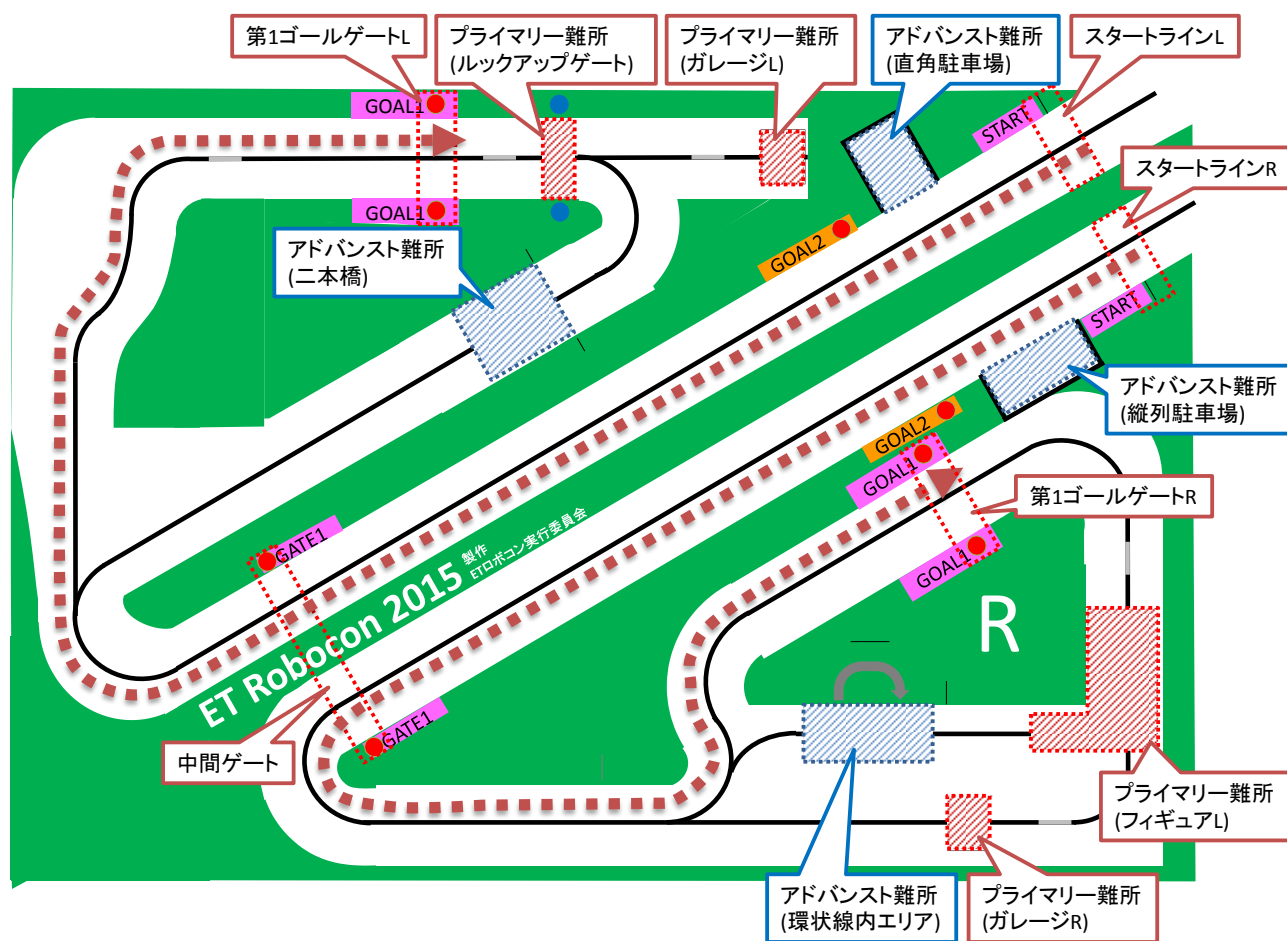 第1ゴールゲートL
プライマリー難所
(ルックアップゲート)
プライマリー難所
(ガレージL)
アドバンスト難所
(直角駐車場)
スタートラインL
GOAL1
START
スタートラインR
GOAL1
GOAL2
アドバンスト難所
(二本橋)
START
アドバンスト難所
(縦列駐車場)
GOAL2
GOAL1
第1ゴールゲートR
GATE1
GOAL1
ET Robocon 2015
製作
ETロボコン実行委員会
R
GATE1
中間ゲート
プライマリー難所
(フィギュアL)
アドバンスト難所
(環状線内エリア)
プライマリー難所
(ガレージR)